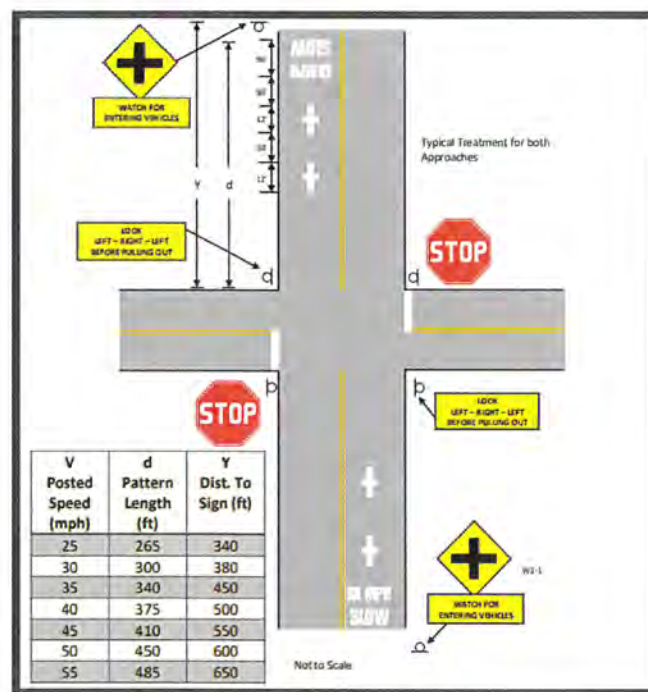 WATCH FOR
ENTERING VEHICLES
Y
d
Typical Treatment for both
Approaches
LOOK
LEFT – RIGHT – LEFT
BEFORE PULLING OUT
STOP
STOP
LOOK
LEFT – RIGHT – LEFT
BEFORE PULLING OUT
V
Posted
Speed
(mph)
d
Pattern
Length
(ft)
Y
Dist. To
Sign (ft)
25 265 340
30 300 380
35 340 450
40 375 500
45 410 550
50 450 600
55 485 650
SLOW
WATCH FOR
ENTERING VEHICLES
Not to Scale